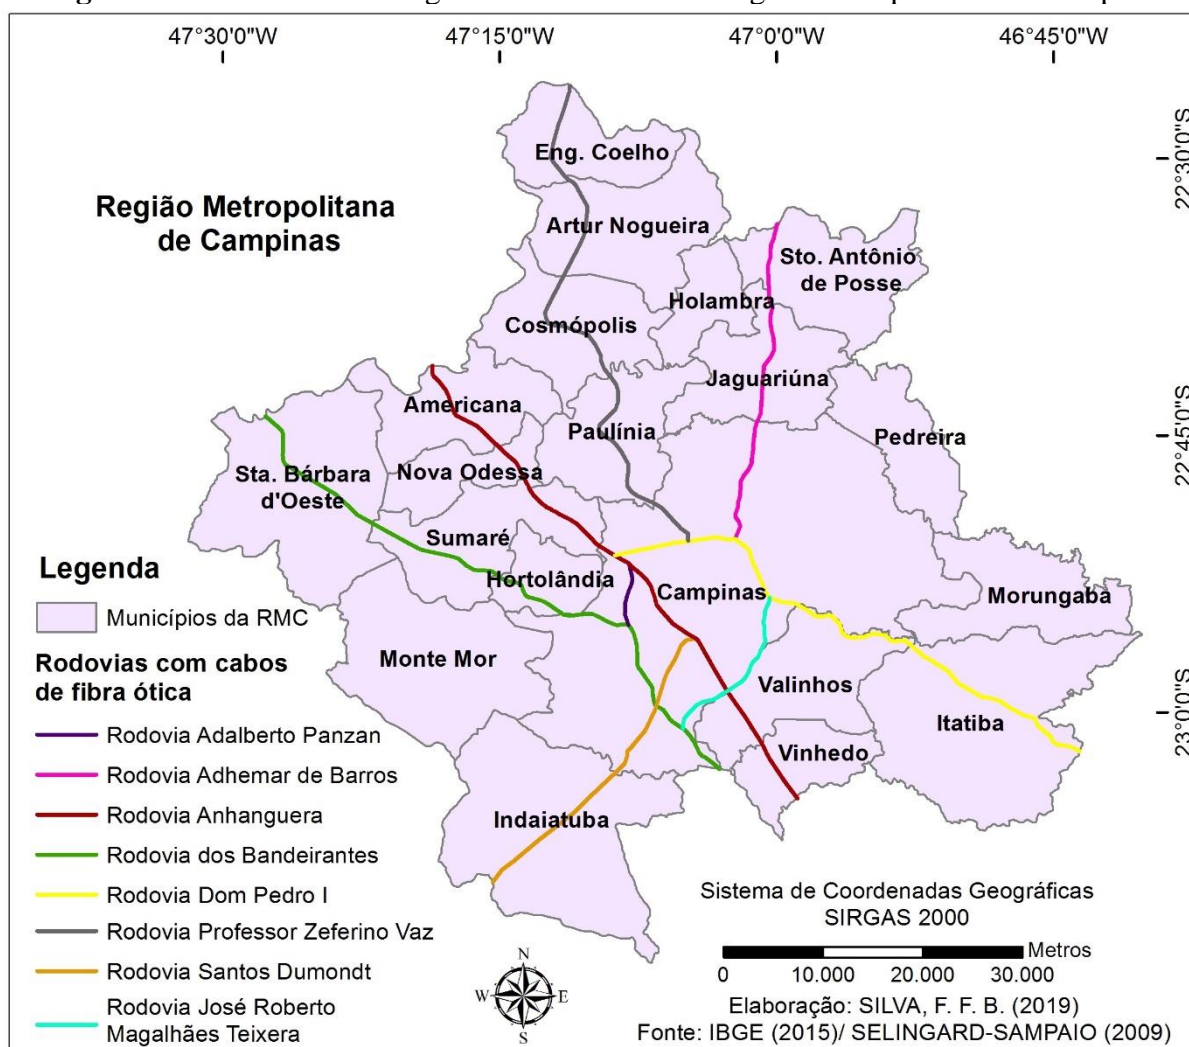 47°30'0"W
47°15'0"W
47°0'0"W
46°45'0"W
22°30'0"S
22°45'0"S
23°0'0"S
Região Metropolitana
de Campinas
Eng. Coelho
Artur Nogueira
Sto. Antônio
de Posse
Holambra
Cosmópolis
Jaguariúna
Americana
Paulínia
Pedreira
Nova Odessa
Sta. Bárbara
d'Oeste
Sumaré
Hortolândia
Campinas
Morungaba
Monte Mor
Valinhos
Itatiba
Vinhedo
Indaiatuba
Legenda
Municípios da RMC
Rodovias com cabos
de fibra ótica
Rodovia Adalberto Panzan
Rodovia Adhemar de Barros
Rodovia Anhanguera
Rodovia dos Bandeirantes
Rodovia Dom Pedro I
Rodovia Professor Zeferino Vaz
Rodovia Santos Dumondt
Rodovia José Roberto
Magalhães Teixera
N
W
E
S
Sistema de Coordenadas Geográficas
SIRGAS 2000
Metros
0 10.000 20.000 30.000
Elaboração: SILVA, F. F. B. (2019)
Fonte: IBGE (2015)/ SELINGARD-SAMPAIO (2009)